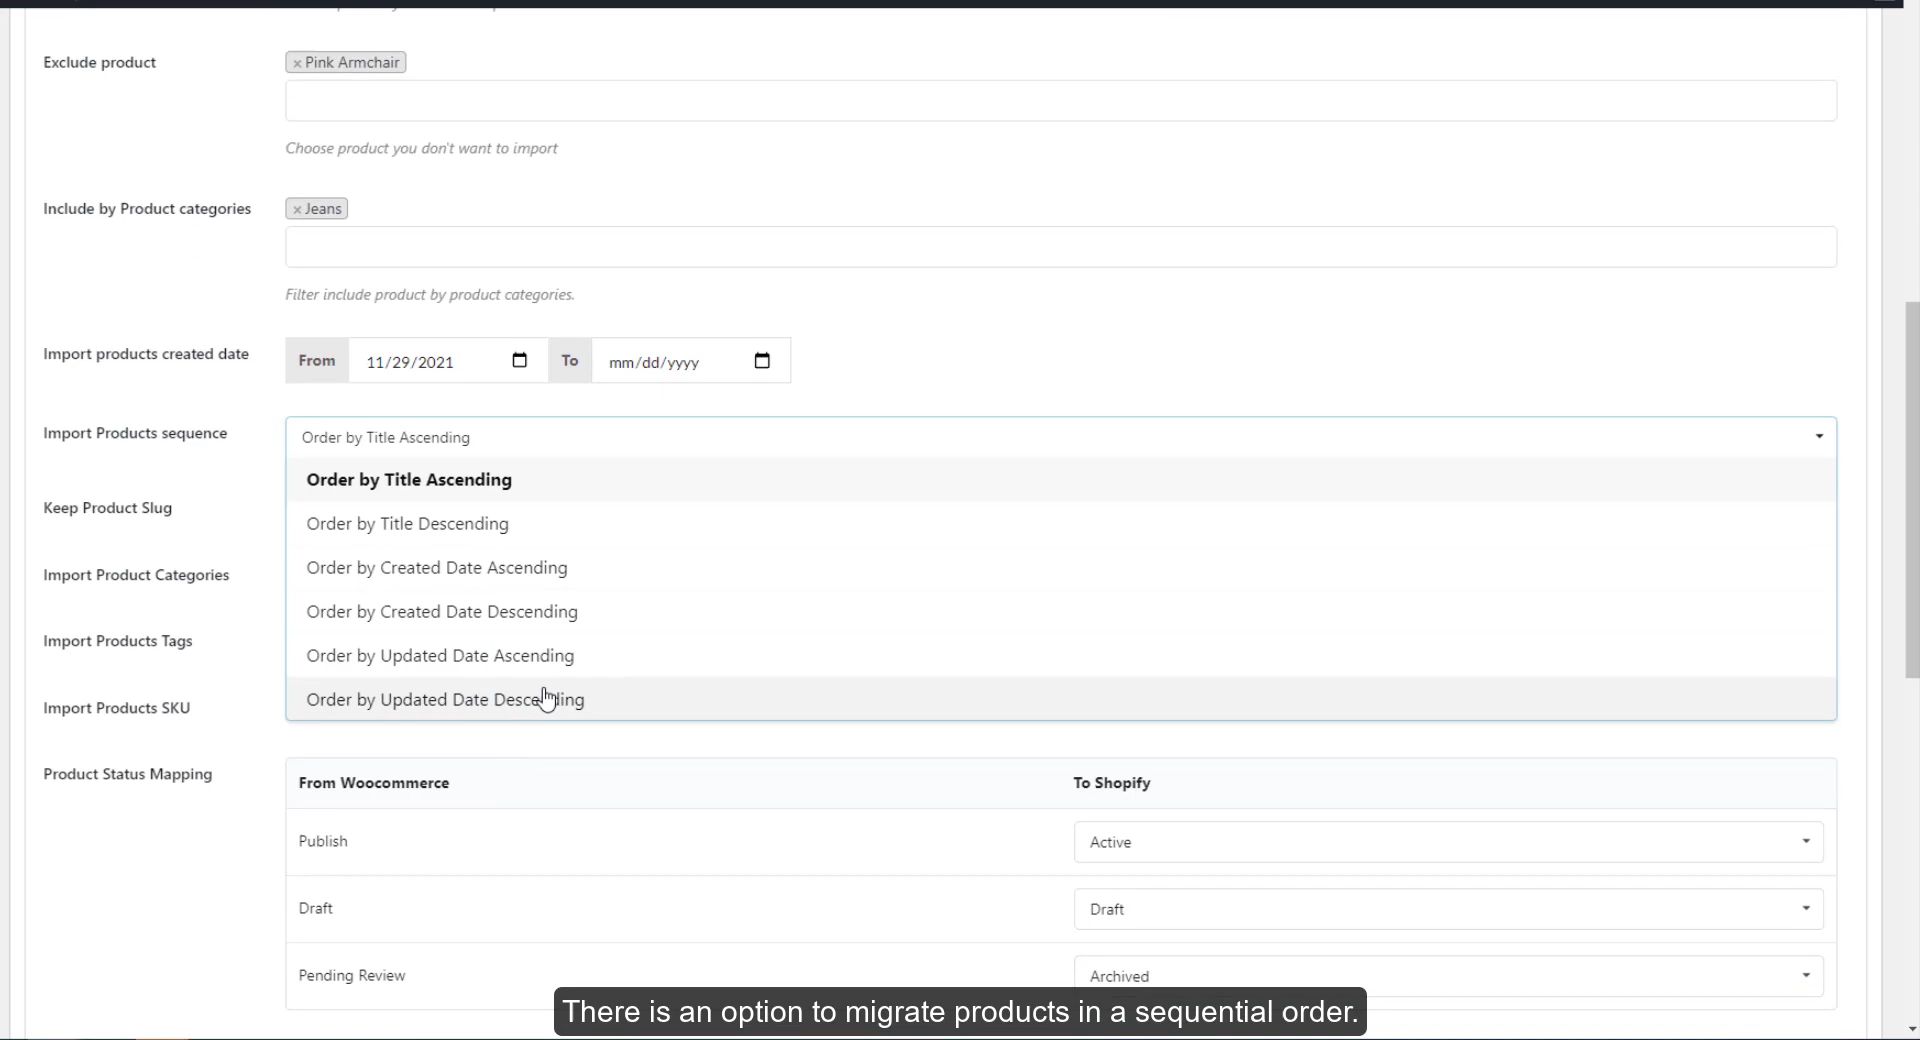 Exclude product
× Pink Armchair
Choose product you don't want to import
Include by Product categories
× Jeans
Filter include product by product categories.
Import products created date
From 11/29/2021 To mm/dd/yyyy
Import Products sequence
Order by Title Ascending
Order by Title Ascending
Keep Product Slug
Order by Title Descending
Order by Created Date Ascending
Import Product Categories
Order by Created Date Descending
Import Products Tags
Order by Updated Date Ascending
Import Products SKU
Order by Updated Date Descending
Product Status Mapping
From Woocommerce To Shopify
Publish Active
Draft Draft
Pending Review Archived
There is an option to migrate products in a sequential order.